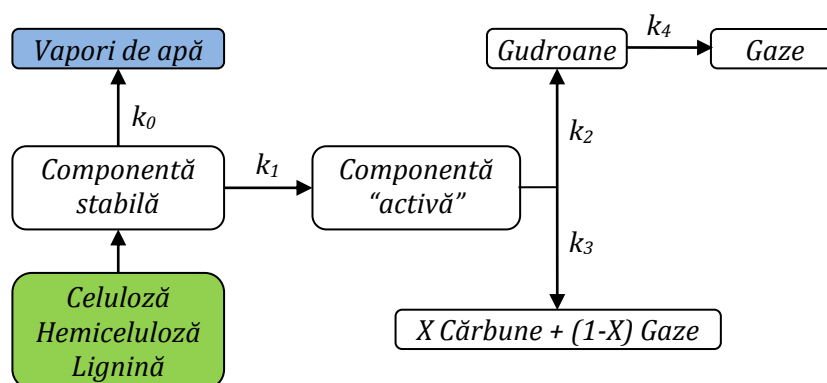 Vapori de apă
k0
Componentă
stabilă
Celuloză
Hemiceluloză
Lignină
k1
Componentă
“activă”
Gudroane
k4
Gaze
k2
k3
X Cărbune + (1-X) Gaze